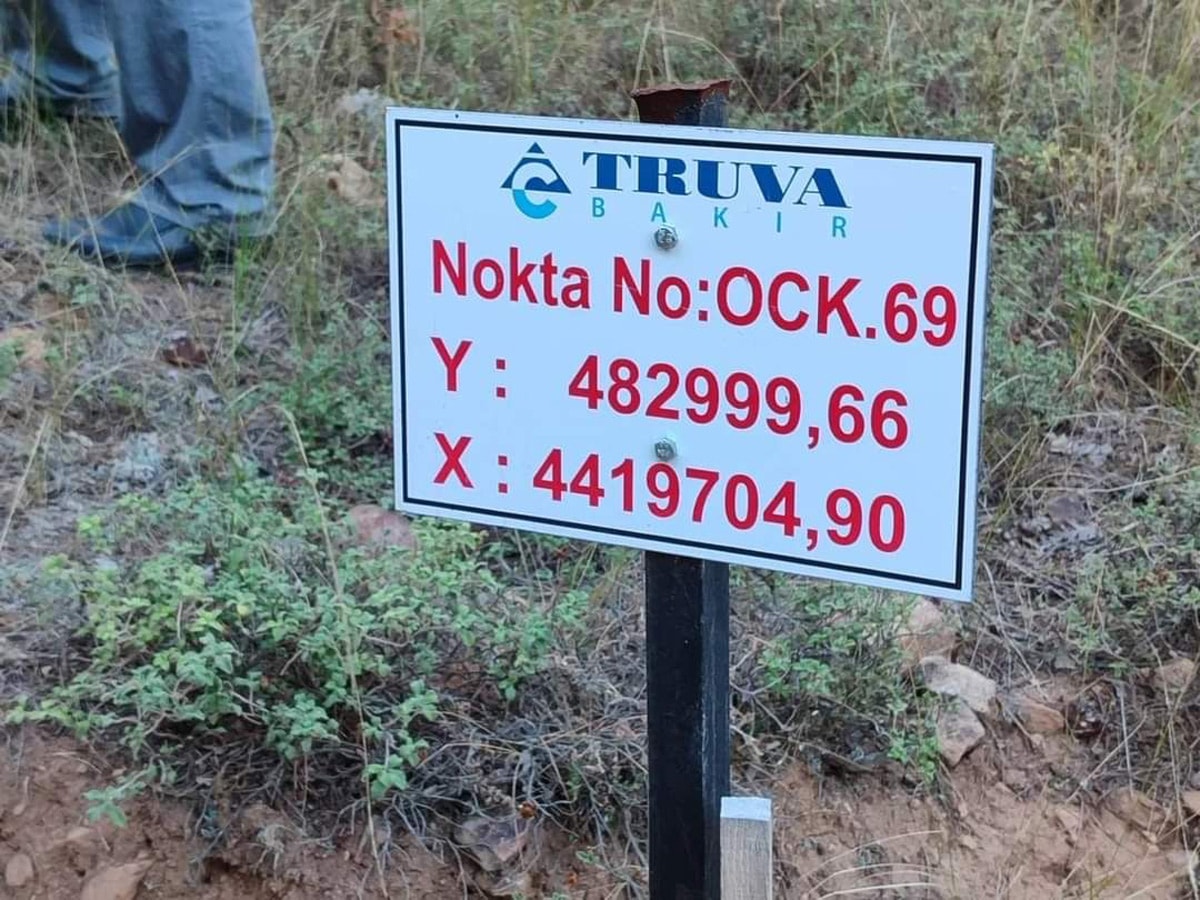 TRUVA
BAKIR
Nokta No:OCK.69
Y : 482999,66
X : 4419704,90